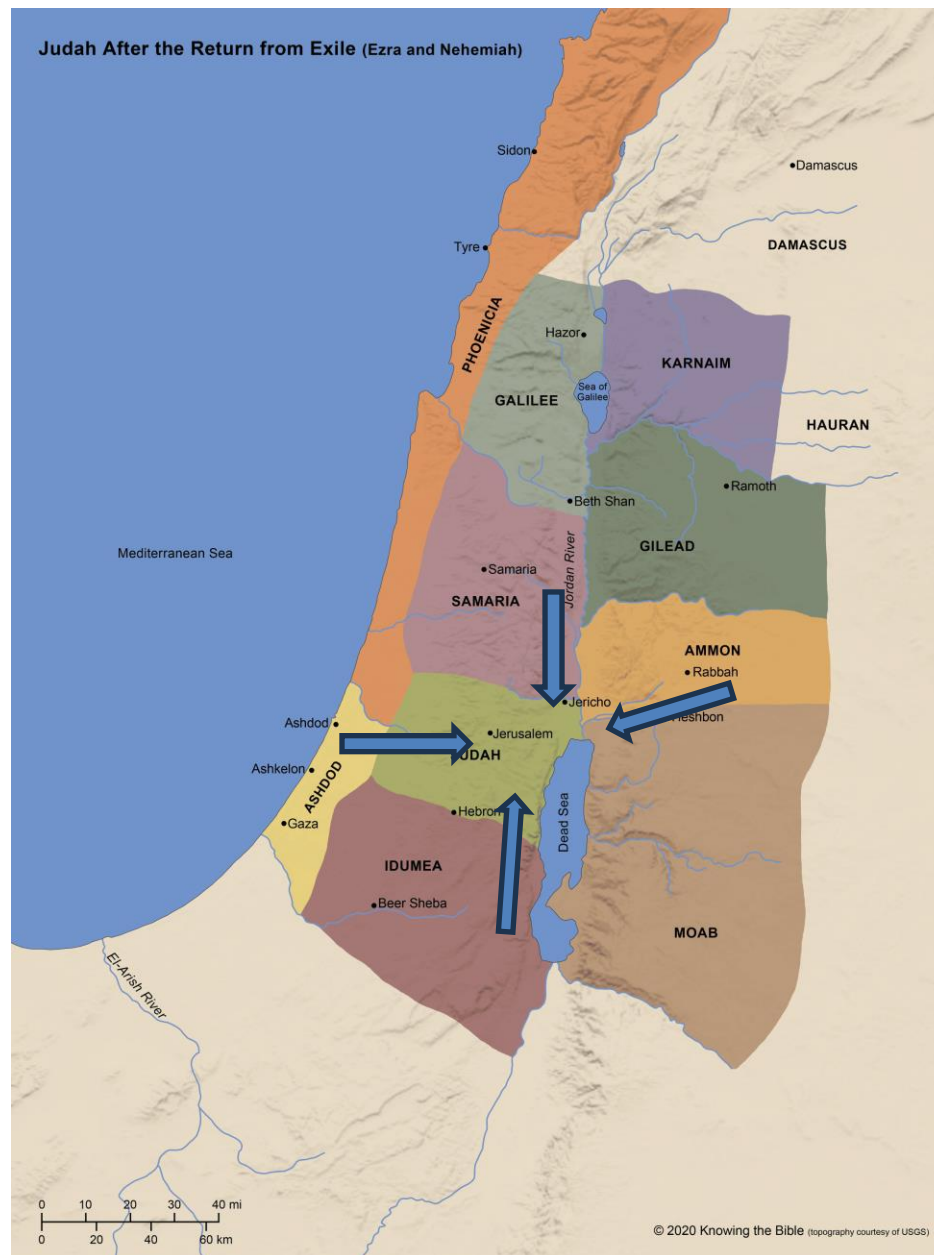 Judah After the Return from Exile (Ezra and Nehemiah)
Sidon
Damascus
Tyre
DAMASCUS
PHOENICIA
Hazor
KARNAIM
Sea of
Galilee
GALILEE
HAURAN
Ramoth
Beth Shan
GILEAD
Mediterranean Sea
Jordan River
Samaria
SAMARIA
AMMON
Rabbah
Jericho
Ashdod
Jerusalem
UDAH
eshbon
Ashkelon
ASHDOD
Gaza
Hebron
Dead Sea
IDUMEA
Beer Sheba
MOAB
El-Arish River
0 10 20 30 40 mi
0 20 40 60 km
© 2020 Knowing the Bible (topography courtesy of USGS)